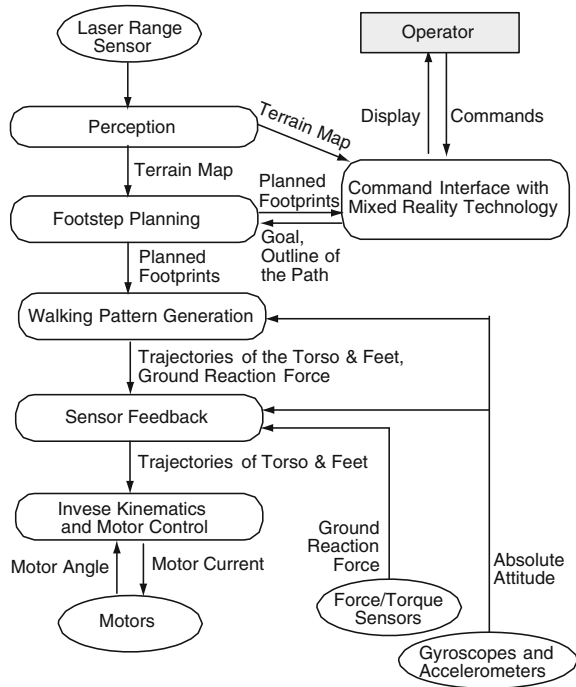 Laser Range
Sensor
Operator
Display
Commands
Perception
Terrain Map
Terrain Map
Command Interface with
Mixed Reality Technology
Planned
Footprints
Footstep Planning
Goal,
Outline of
the Path
Planned
Footprints
Walking Pattern Generation
Trajectories of the Torso & Feet,
Ground Reaction Force
Sensor Feedback
Trajectories of Torso & Feet
Invese Kinematics
and Motor Control
Ground
Reaction
Force
Absolute
Attitude
Motor Angle
Motor Current
Motors
Force/Torque
Sensors
Gyroscopes and
Accelerometers